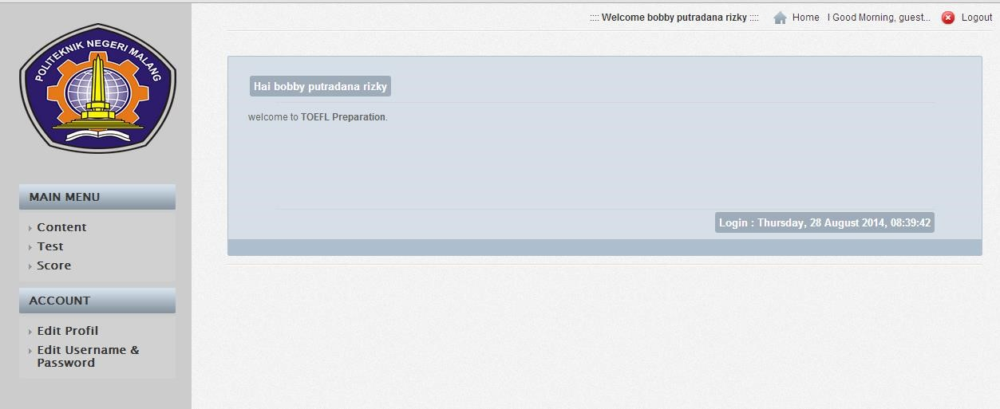 :::: Welcome bobby putradana rizky :::: Home | Good Morning, guest... Logout
POLITEKNIK NEGERI MALANG
Hai bobby putradana rizky
welcome to TOEFL Preparation.
Login : Thursday, 28 August 2014, 08:39:42
MAIN MENU
Content
Test
Score
ACCOUNT
Edit Profil
Edit Username &
Password